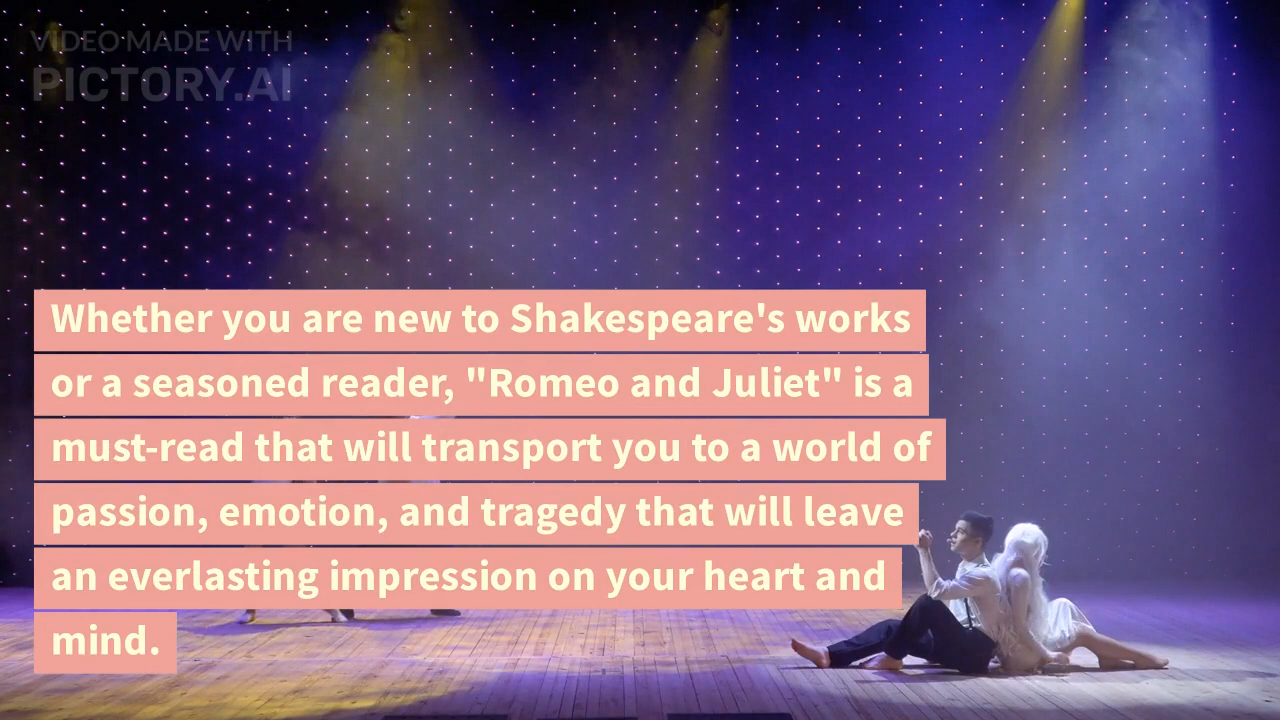 VIDEO MADE WITH
PICTORY.AI
Whether you are new to Shakespeare's works
or a seasoned reader, "Romeo and Juliet" is a
must-read that will transport you to a world of
passion, emotion, and tragedy that will leave
an everlasting impression on your heart and
mind.